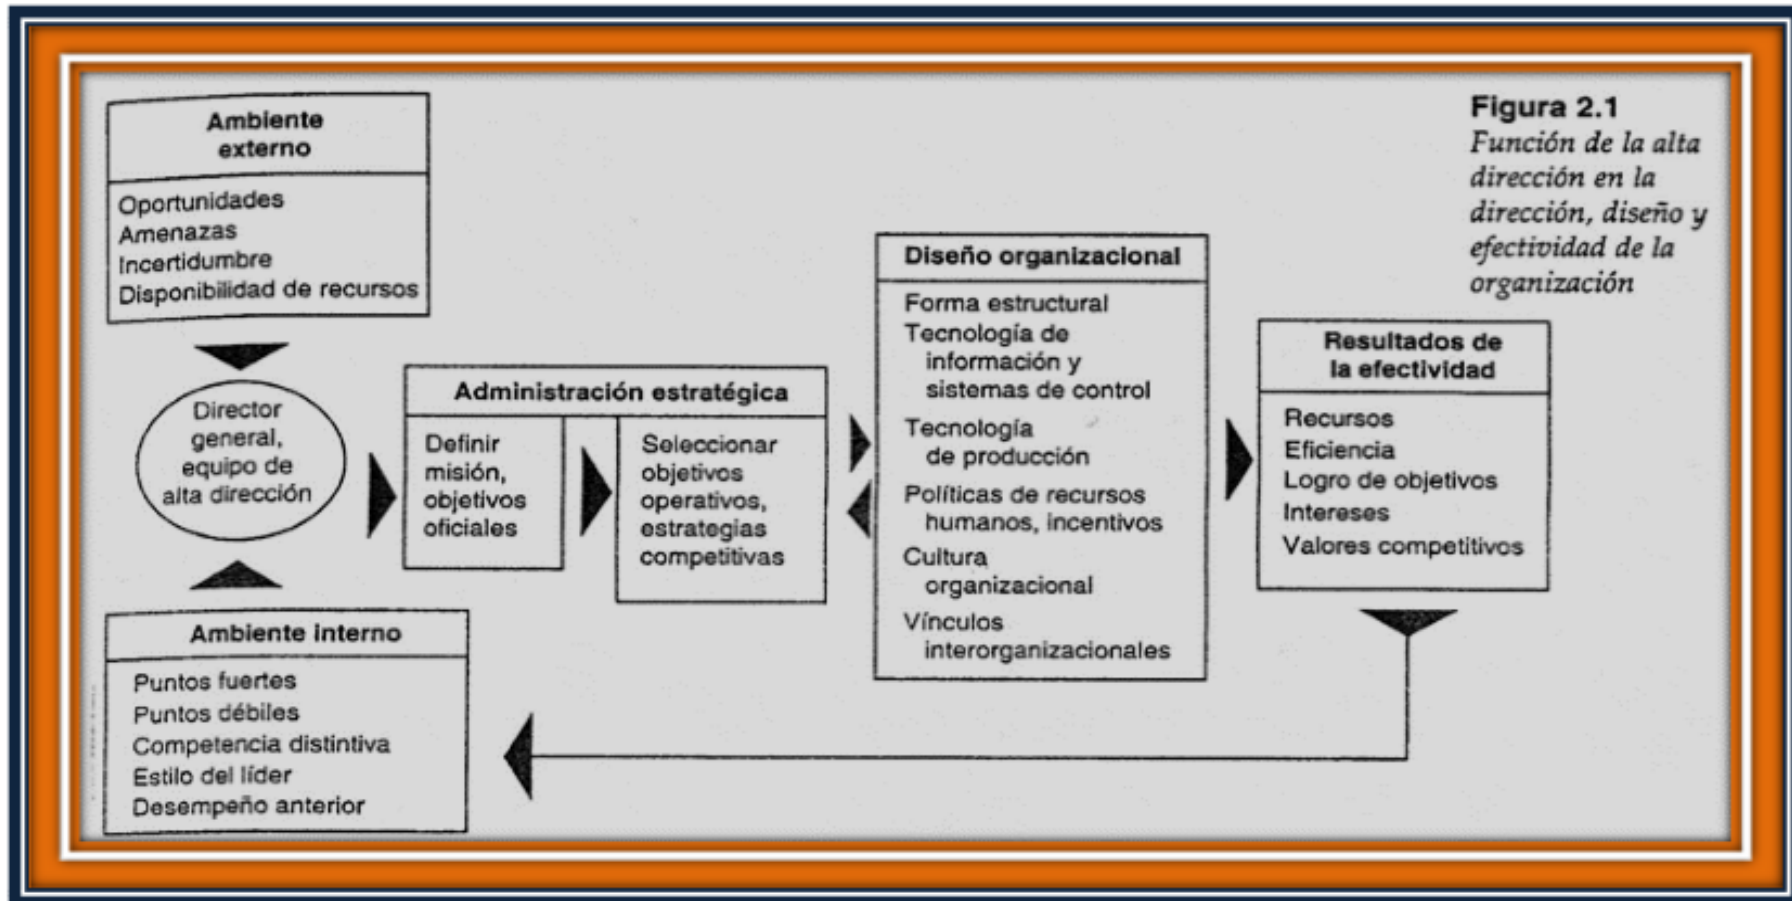 Figura 2.1
Función de la alta
dirección en la
dirección, diseño y
efectividad de la
organización
Ambiente
externo
Oportunidades
Amenazas
Incertidumbre
Disponibilidad de recursos
Director
general,
equipo de
alta dirección
Ambiente interno
Puntos fuertes
Puntos débiles
Competencia distintiva
Estilo del líder
Desempeño anterior
Administración estratégica
Definir
misión,
objetivos
oficiales
Seleccionar
objetivos
operativos,
estrategias
competitivas
Diseño organizacional
Forma estructural
Tecnología de
información y
sistemas de control
Tecnología
de producción
Políticas de recursos
humanos, incentivos
Cultura
organizacional
Vínculos
interorganizacionales
Resultados de
la efectividad
Recursos
Eficiencia
Logro de objetivos
Intereses
Valores competitivos